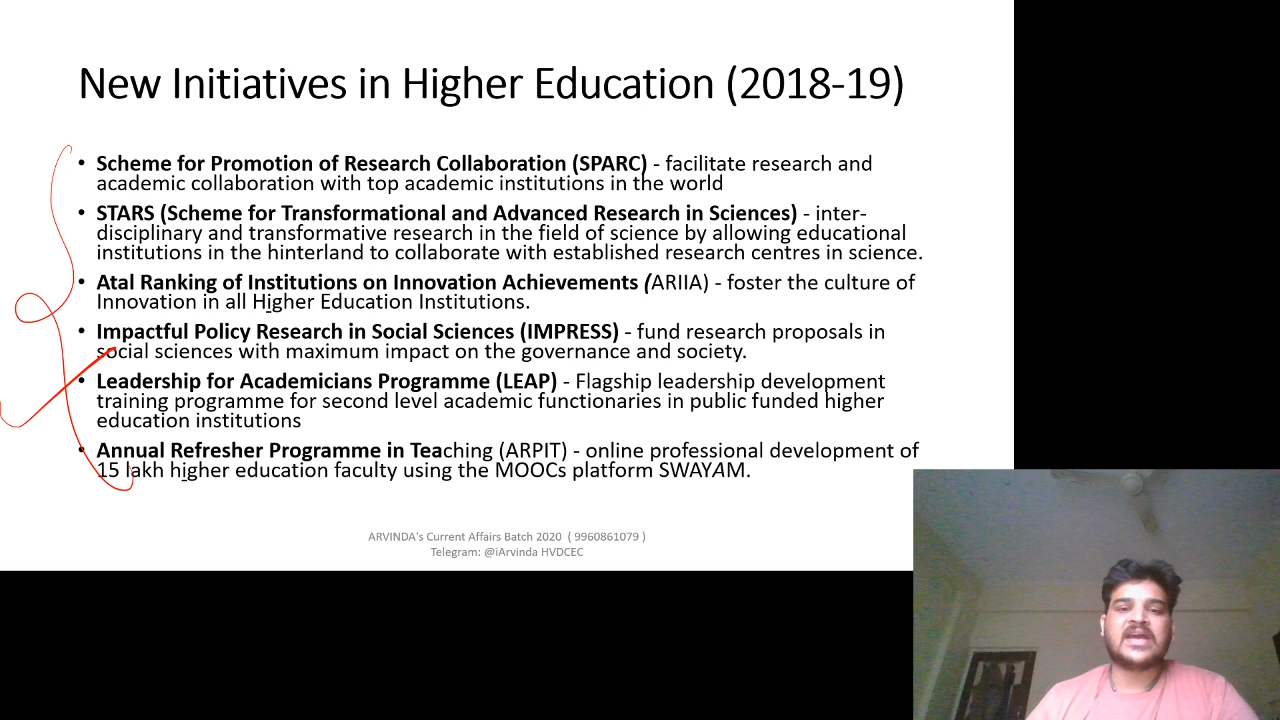 New Initiatives in Higher Education (2018-19)
• Scheme for Promotion of Research Collaboration (SPARC) - facilitate research and
academic collaboration with top academic institutions in the world
• STARS (Scheme for Transformational and Advanced Research in Sciences) - inter-
disciplinary and transformative research in the field of science by allowing educational
institutions in the hinterland to collaborate with established research centres in science.
• Atal Ranking of Institutions on Innovation Achievements (ARIIA) - foster the culture of
Innovation in all Higher Education Institutions.
• Impactful Policy Research in Social Sciences (IMPRESS) - fund research proposals in
social sciences with maximum impact on the governance and society.
• Leadership for Academicians Programme (LEAP) - Flagship leadership development
training programme for second level academic functionaries in public funded higher
education institutions
• Annual Refresher Programme in Teaching (ARPIT) - online professional development of
15 lakh higher education faculty using the MOOCs platform SWAYAM.
ARVINDA's Current Affairs Batch 2020 ( 9960861079 )
Telegram: @iArvinda HVDCEC